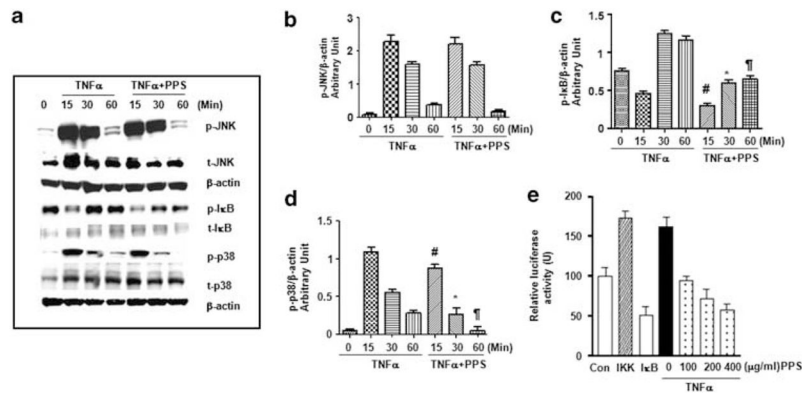 a
TNFα TNFα+PPS
0 15 30 60 15 30 60 (Min)
p-JNK
t-JNK
β-actin
p-IκB
t-IκB
p-p38
t-p38
β-actin
b
p-JNK/β-actin
Arbitrary Unit
3
2
1
0
0 15 30 60 15 30 60 (Min)
TNFα TNFα+PPS
c
p-IκB/β-actin
Arbitrary Unit
1.5
1
0.5
0
# * ¶
0 15 30 60 15 30 60 (Min)
TNFα TNFα+PPS
d
p-p38/β-actin
Arbitrary Unit
1.5
1
0.5
0
# * ¶
0 15 30 60 15 30 60 (Min)
TNFα TNFα+PPS
e
Relative luciferase
activity (U)
200
150
100
50
0
Con IKK IκB 0 100 200 400 (µg/ml)PPS
TNFα